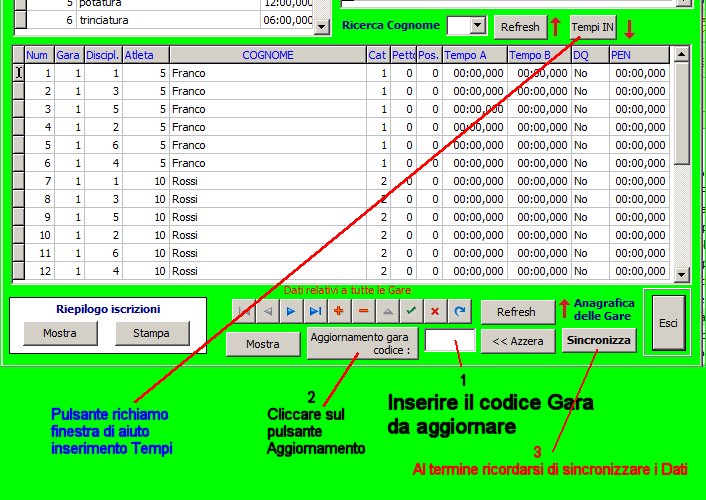 5 potatura 12:00,000
6 trinciatura 06:00,000
Ricerca Cognome Refresh Tempi IN
Num Gara Discipl. Atleta COGNOME Cat Petto Pos. Tempo A Tempo B DQ PEN
1 1 1 5 Franco 1 0 0 00:00,000 00:00,000 No 00:00,000
2 1 3 5 Franco 1 0 0 00:00,000 00:00,000 No 00:00,000
3 1 5 5 Franco 1 0 0 00:00,000 00:00,000 No 00:00,000
4 1 2 5 Franco 1 0 0 00:00,000 00:00,000 No 00:00,000
5 1 6 5 Franco 1 0 0 00:00,000 00:00,000 No 00:00,000
6 1 4 5 Franco 1 0 0 00:00,000 00:00,000 No 00:00,000
7 1 1 10 Rossi 2 0 0 00:00,000 00:00,000 No 00:00,000
8 1 3 10 Rossi 2 0 0 00:00,000 00:00,000 No 00:00,000
9 1 5 10 Rossi 2 0 0 00:00,000 00:00,000 No 00:00,000
10 1 2 10 Rossi 2 0 0 00:00,000 00:00,000 No 00:00,000
11 1 6 10 Rossi 2 0 0 00:00,000 00:00,000 No 00:00,000
12 1 4 10 Rossi 2 0 0 00:00,000 00:00,000 No 00:00,000
Dati relativi a tutte le Gare
Riepilogo iscrizioni
Mostra Stampa
Refresh
Anagrafica
delle Gare
Mostra
Aggiornamento gara
codice :
<< Azzera
Sincronizza
Esci
Pulsante richiamo
finestra di aiuto
inserimento Tempi
2
Cliccare sul
pulsante
Aggiornamento
1
Inserire il codice Gara
da aggiornare
3
Al termine ricordarsi di sincronizzare i Dati